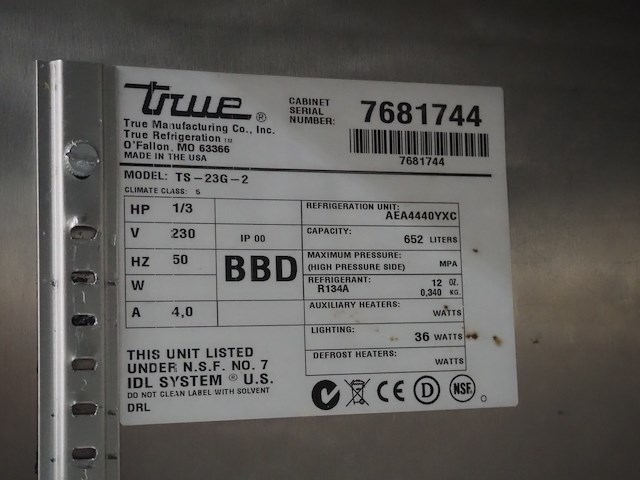 true ®
True Manufacturing Co., Inc.
True Refrigeration ™
O'Fallon, MO 63366
MADE IN THE USA
CABINET
SERIAL
NUMBER:
7681744
7681744
MODEL: TS-23G-2
CLIMATE CLASS: 5
HP 1/3
V 230
HZ 50
W
A 4,0
IP 00
BBD
REFRIGERATION UNIT:
AEA4440YXC
CAPACITY:
652 LITERS
MAXIMUM PRESSURE:
(HIGH PRESSURE SIDE) MPA
REFRIGERANT: 12 OZ.
R134A 0,340 KG.
AUXILIARY HEATERS:
WATTS
LIGHTING:
36 WATTS
DEFROST HEATERS:
WATTS
THIS UNIT LISTED
UNDER N.S.F. NO. 7
IDL SYSTEM ® U.S.
DO NOT CLEAN LABEL WITH SOLVENT
DRL
CE D NSF